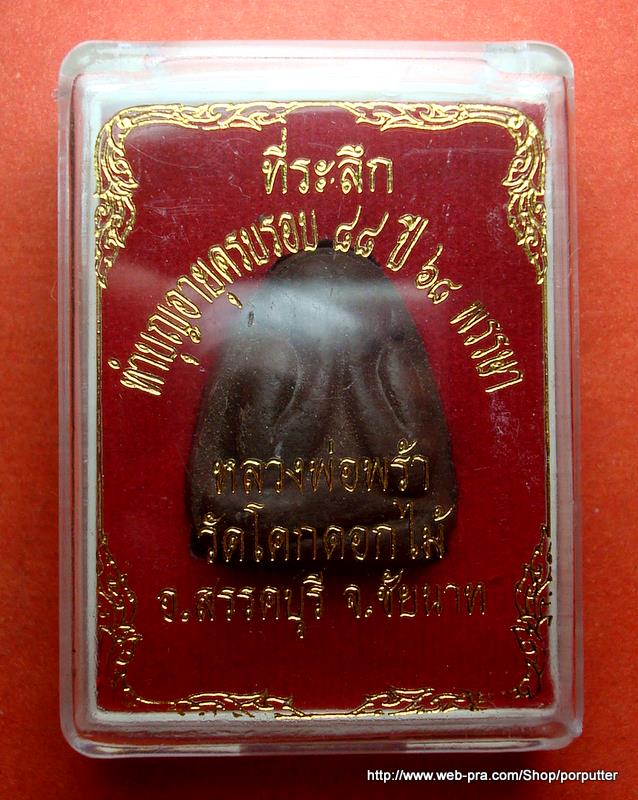 ที่ระลึก
ทำบุญอายุครบรอบ ๘๘ ปี ๖๘ พรรษา
หลวงพ่อพร้า
วัดโคกดอกไม้
อ.สรรคบุรี จ.ชัยนาท
http://www.web-pra.com/Shop/porputter